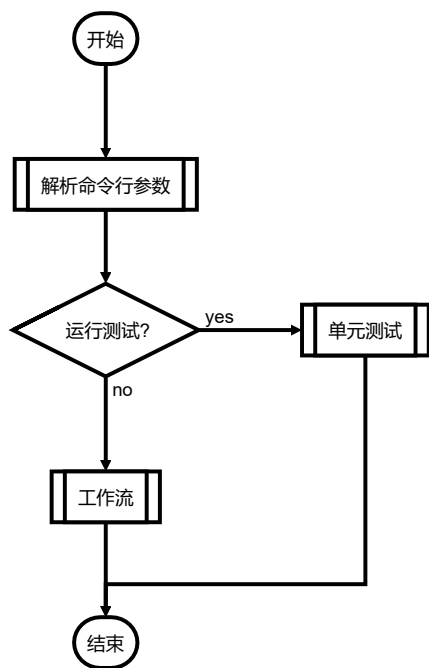 开始
解析命令行参数
运行测试?
yes
单元测试
no
工作流
结束